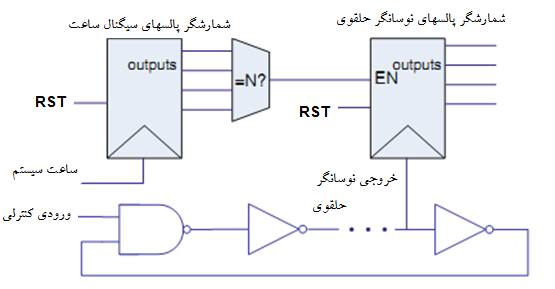 شمارشگر پالسهای سیگنال ساعت
شمارشگر پالسهای نوسانگر حلقوی
outputs
=N?
outputs
EN
RST
RST
ساعت سیستم
خروجی نوسانگر
حلقوی
ورودی کنترلی